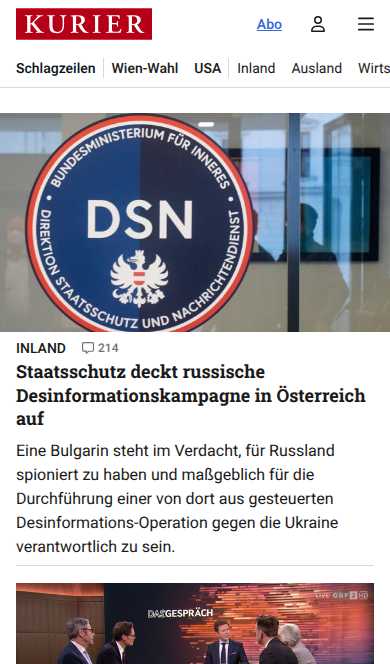 KURIER
Abo
Schlagzeilen Wien-Wahl USA Inland Ausland Wirts
BUNDESMINISTERIUM FÜR INNERES
DSN
DIREKTION STAATSSCHUTZ UND NACHRICHTENDIENST
INLAND 214
Staatsschutz deckt russische
Desinformationskampagne in Österreich
auf
Eine Bulgarin steht im Verdacht, für Russland
spioniert zu haben und maßgeblich für die
Durchführung einer von dort aus gesteuerten
Desinformations-Operation gegen die Ukraine
verantwortlich zu sein.
LIVE ORF 2 HD
DASGESPRÄCH